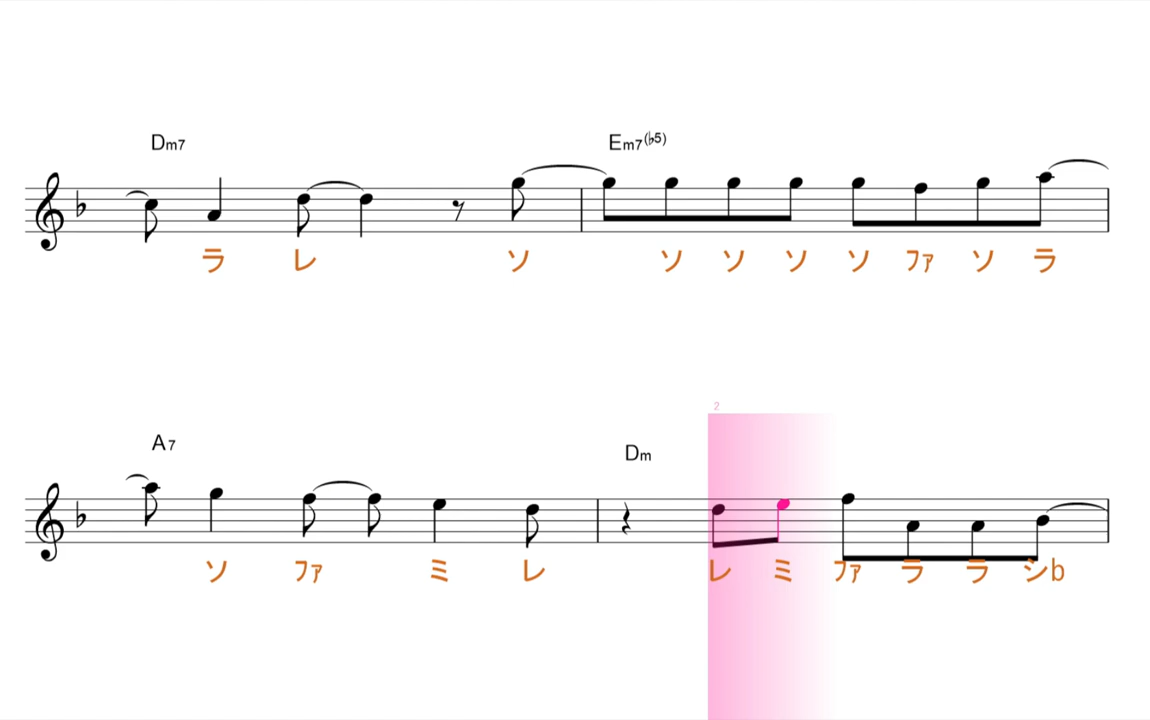 Dm7 Em7(♭5)
ラ レ ソ ソ ソ ソ ソ ファ ソ ラ
2
A7 Dm
ソ ファ ミ レ レ ミ ファ ラ ラ シb